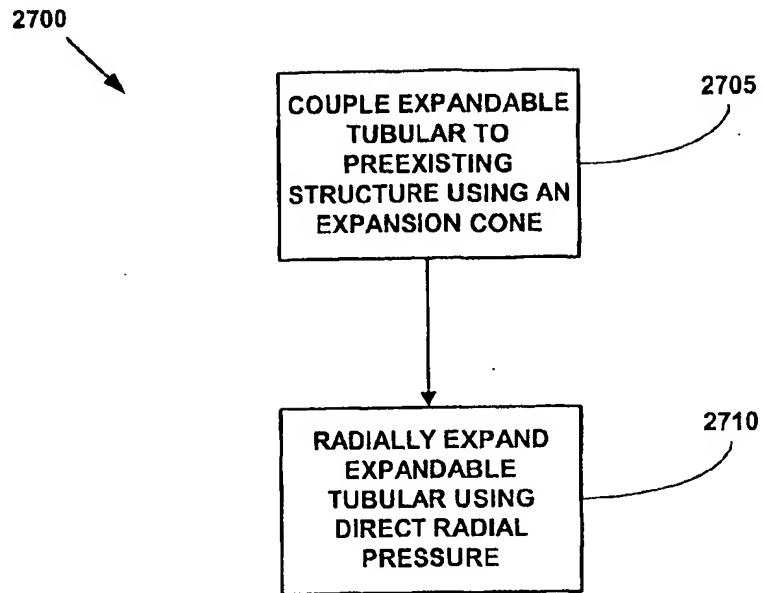 2700
2705
COUPLE EXPANDABLE
TUBULAR TO
PREEXISTING
STRUCTURE USING AN
EXPANSION CONE
2710
RADIALLY EXPAND
EXPANDABLE
TUBULAR USING
DIRECT RADIAL
PRESSURE